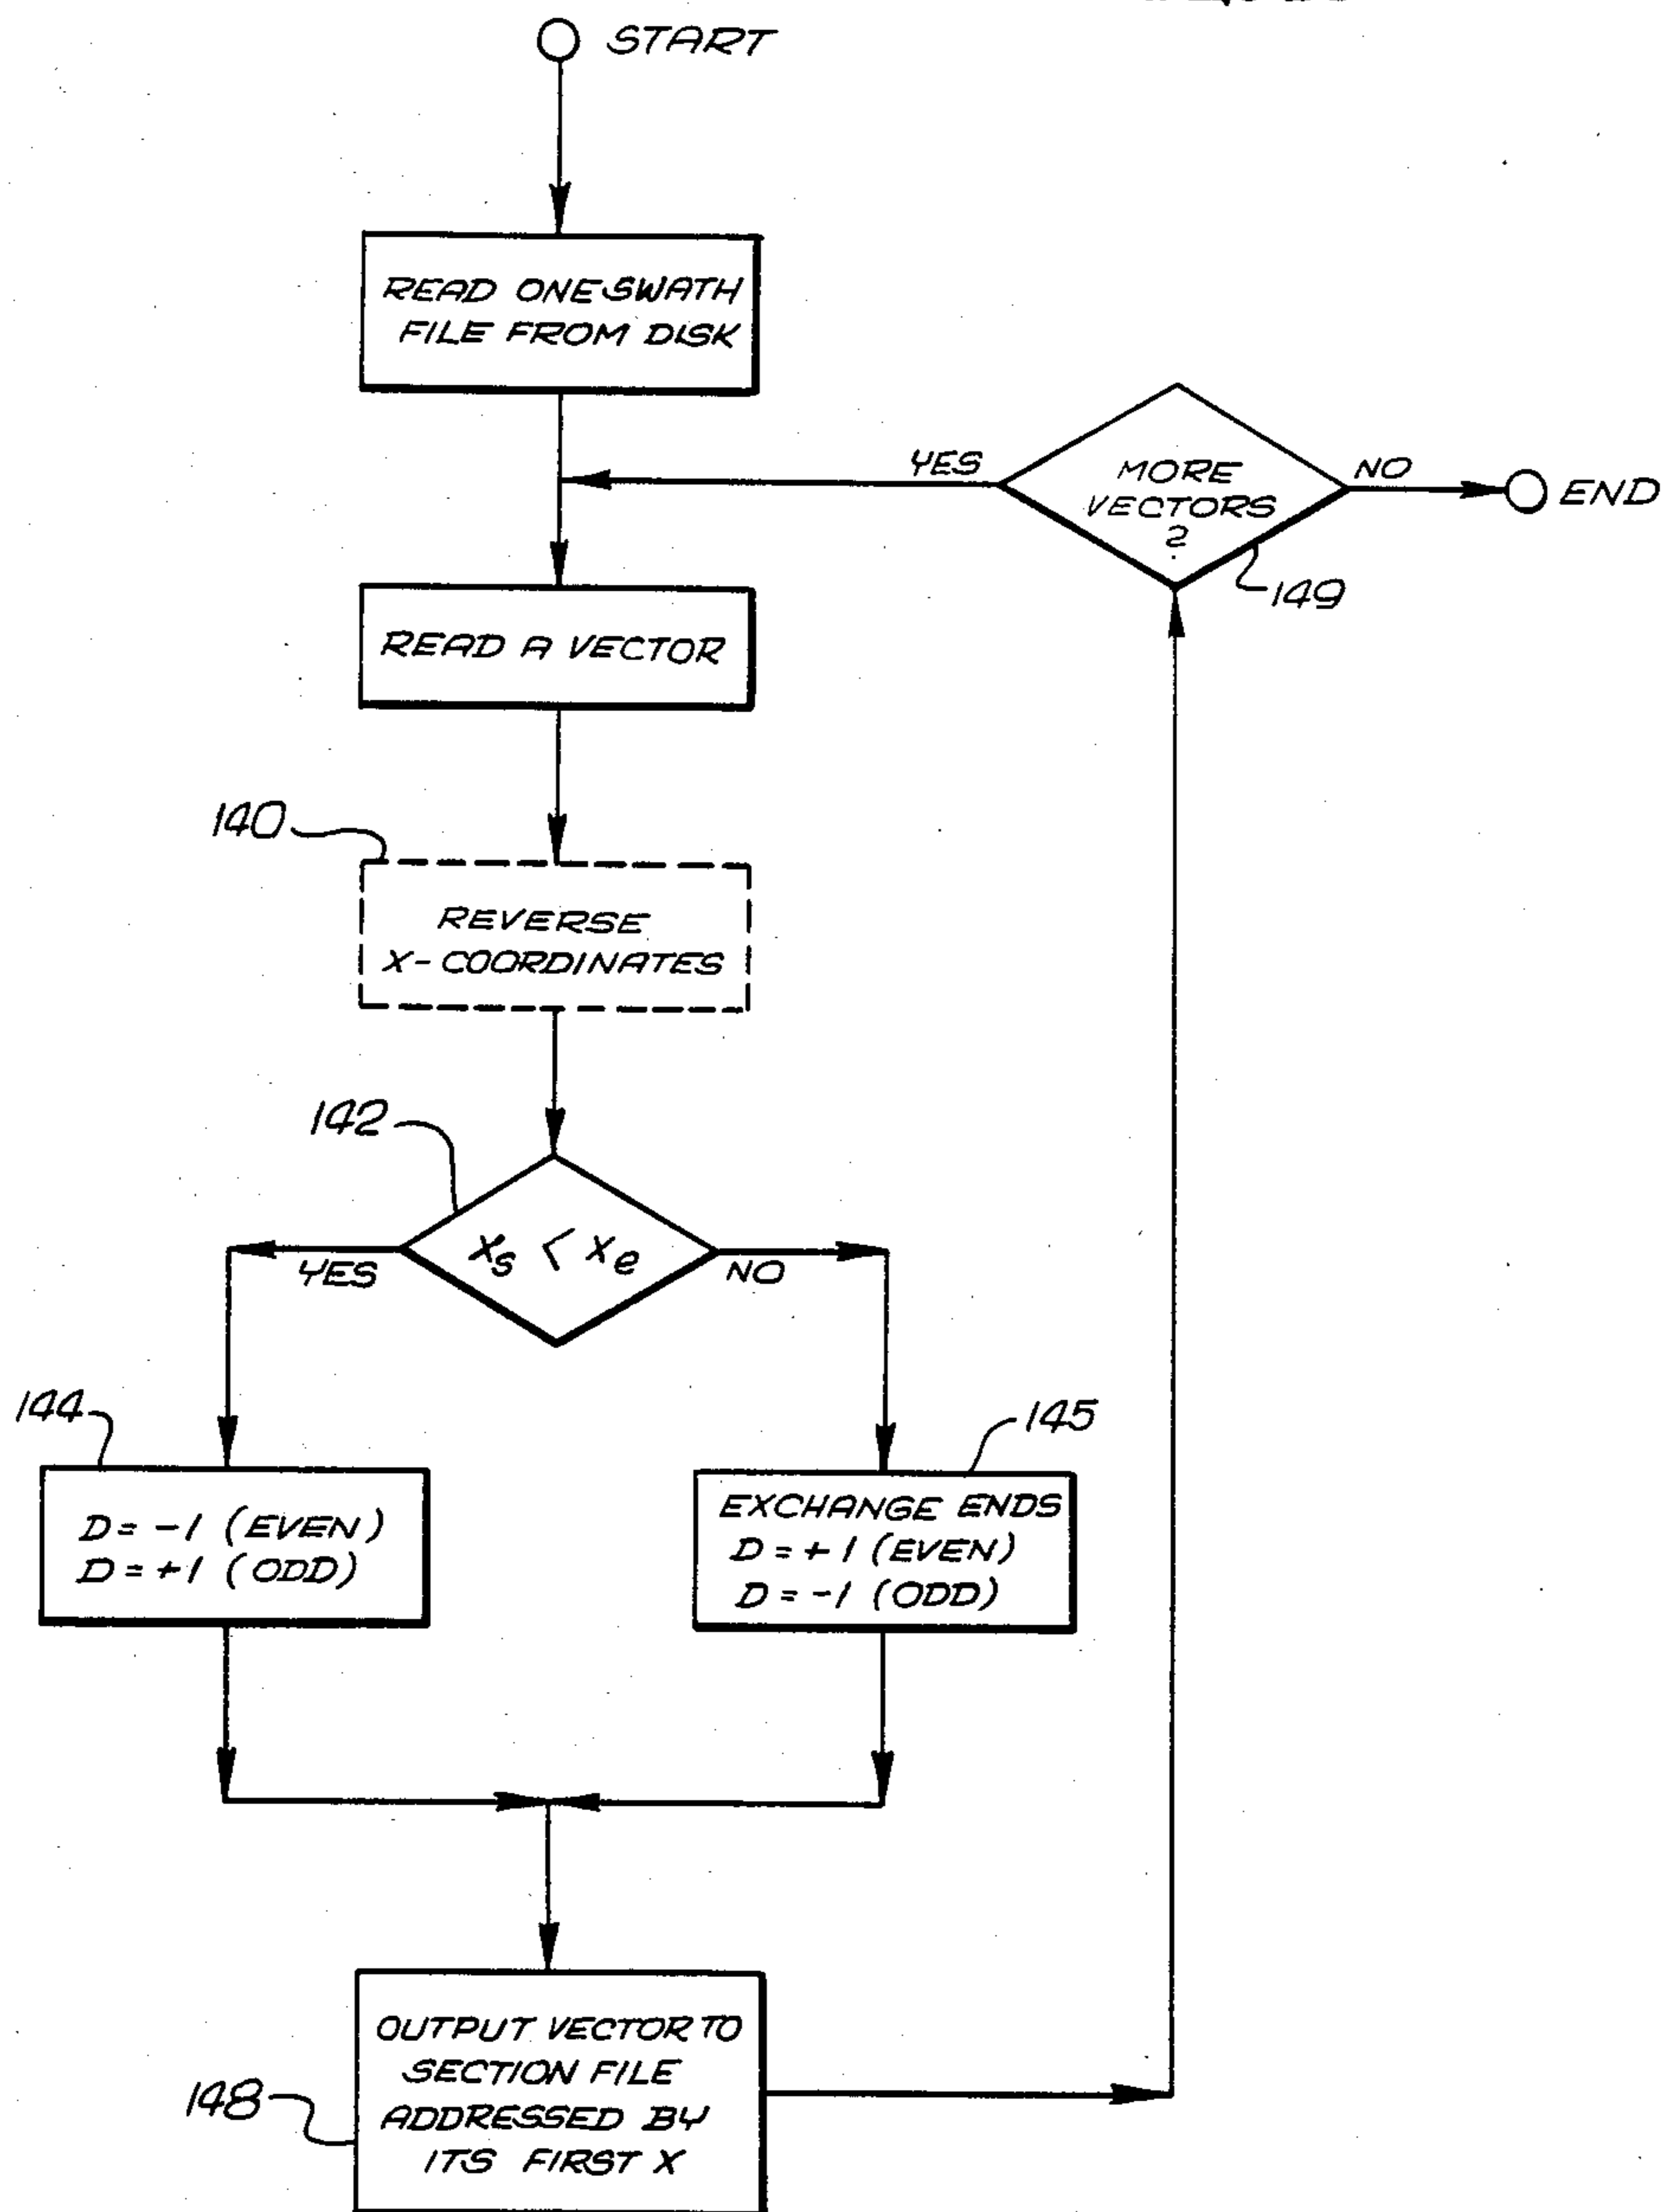 START
READ ONE SWATH
FILE FROM DISK
YES
MORE
VECTORS
?
NO
END
149
READ A VECTOR
140
REVERSE
X-COORDINATES
142
Xs < Xe
YES
NO
144
145
D = -1 (EVEN)
D = +1 (ODD)
EXCHANGE ENDS
D = +1 (EVEN)
D = -1 (ODD)
148
OUTPUT VECTOR TO
SECTION FILE
ADDRESSED BY
ITS FIRST X